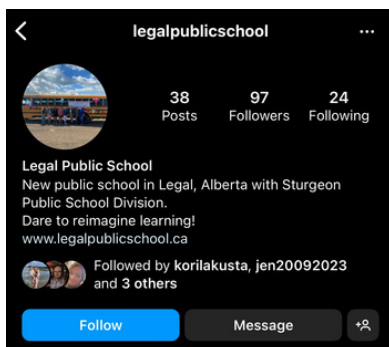 legalpublicschool
38 97 24
Posts Followers Following
Legal Public School
New public school in Legal, Alberta with Sturgeon
Public School Division.
Dare to reimagine learning!
www.legalpublicschool.ca
Followed by korilakusta, jen20092023
and 3 others
Follow Message